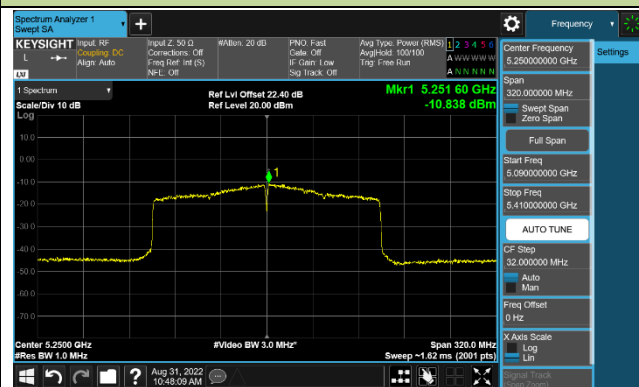 Spectrum Analyzer 1
Swept SA
Frequency
KEYSIGHT
Input: RF
Coupling: DC
Align: Auto
Input Z: 50 Ω
Corrections: Off
Freq Ref: Int (S)
NFE: Off
#Atten: 20 dB
PNO: Fast
Gate: Off
IF Gain: Low
Sig Track: Off
Avg Type: Power (RMS)
Avg|Hold: 100/100
Trig: Free Run
1 2 3 4 5 6
A W W W W W
A N N N N N
L
LXI
1 Spectrum
Scale/Div 10 dB
Log
Ref Lvl Offset 22.40 dB
Ref Level 20.00 dBm
Mkr1 5.251 60 GHz
-10.838 dBm
1
10.0
0.00
-10.0
-20.0
-30.0
-40.0
-50.0
-60.0
-70.0
Center 5.2500 GHz
#Res BW 1.0 MHz
#Video BW 3.0 MHz*
Span 320.0 MHz
Sweep ~1.62 ms (2001 pts)
Aug 31, 2022
10:48:09 AM
Center Frequency
5.250000000 GHz
Settings
Span
320.000000 MHz
Swept Span
Zero Span
Full Span
Start Freq
5.090000000 GHz
Stop Freq
5.410000000 GHz
AUTO TUNE
CF Step
32.000000 MHz
Auto
Man
Freq Offset
0 Hz
X Axis Scale
Log
Lin
Signal Track
(Span Zoom)